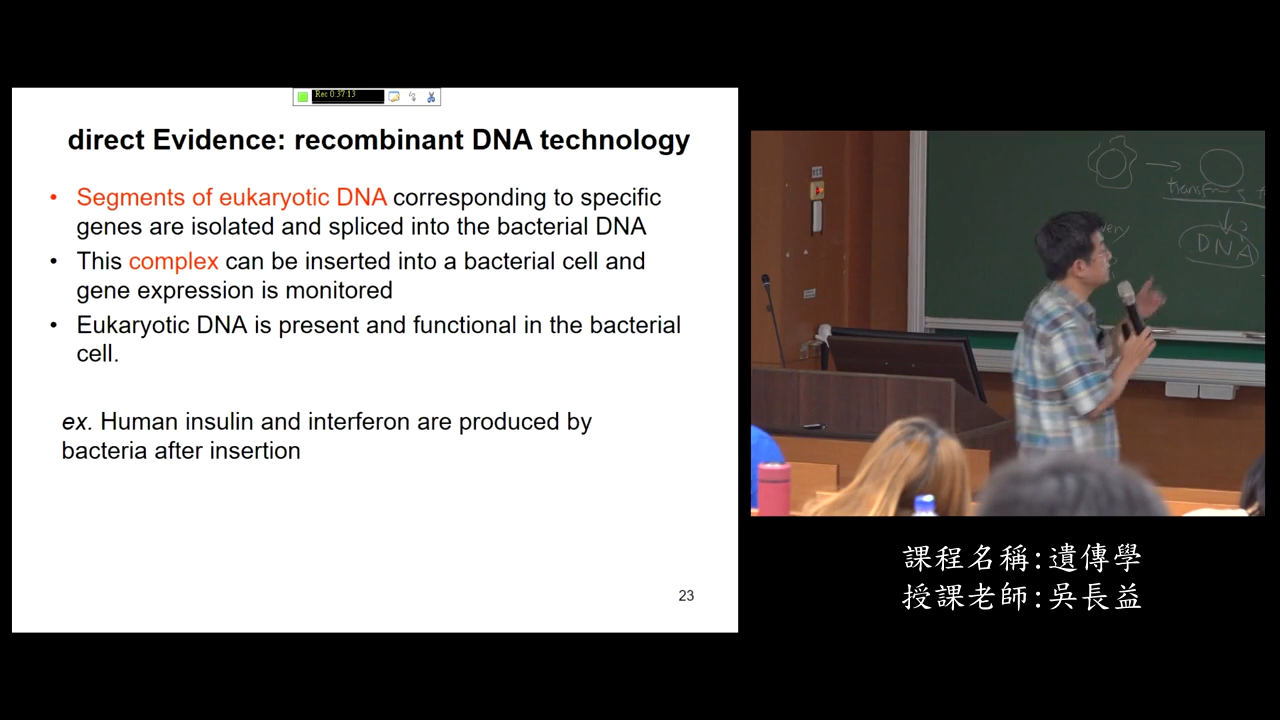 Rec 0:37:13
direct Evidence: recombinant DNA technology
• Segments of eukaryotic DNA corresponding to specific
genes are isolated and spliced into the bacterial DNA
• This complex can be inserted into a bacterial cell and
gene expression is monitored
• Eukaryotic DNA is present and functional in the bacterial
cell.
ex. Human insulin and interferon are produced by
bacteria after insertion
23
DNA
課程名稱:遺傳學
授課老師:吳長益